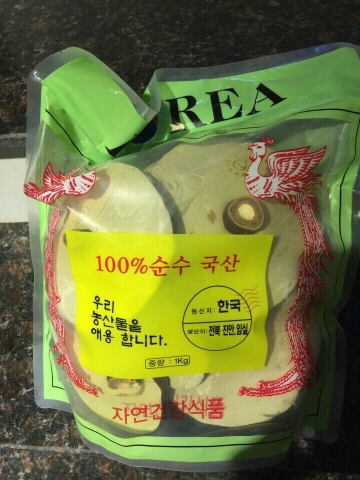 OREA
100%순수 국산
우리
농산물을
애용 합니다.
원산지: 한국
생산지: 전북 진안,임실
중량 : 1Kg
자연건강식품